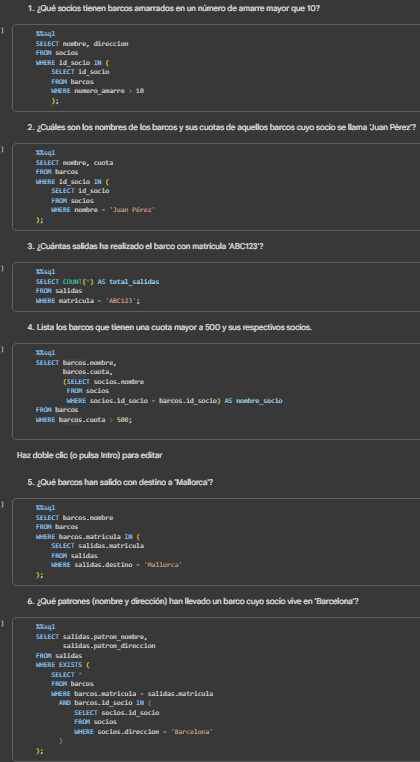 1. ¿Qué socios tienen barcos amarrados en un número de amarre mayor que 10?
%%sql
SELECT nombre, direccion
FROM socios
WHERE id_socio IN (
SELECT id_socio
FROM barcos
WHERE numero_amarre > 10
);
2. ¿Cuáles son los nombres de los barcos y sus cuotas de aquellos barcos cuyo socio se llama 'Juan Pérez'?
%%sql
SELECT nombre, cuota
FROM barcos
WHERE id_socio IN (
SELECT id_socio
FROM socios
WHERE nombre = 'Juan Pérez'
);
3. ¿Cuántas salidas ha realizado el barco con matrícula 'ABC123'?
%%sql
SELECT COUNT(*) AS total_salidas
FROM salidas
WHERE matricula = 'ABC123';
4. Lista los barcos que tienen una cuota mayor a 500 y sus respectivos socios.
%%sql
SELECT barcos.nombre,
barcos.cuota,
(SELECT socios.nombre
FROM socios
WHERE socios.id_socio = barcos.id_socio) AS nombre_socio
FROM barcos
WHERE barcos.cuota > 500;
Haz doble clic (o pulsa Intro) para editar
5. ¿Qué barcos han salido con destino a 'Mallorca'?
%%sql
SELECT barcos.nombre
FROM barcos
WHERE barcos.matricula IN (
SELECT salidas.matricula
FROM salidas
WHERE salidas.destino = 'Mallorca'
);
6. ¿Qué patrones (nombre y dirección) han llevado un barco cuyo socio vive en 'Barcelona'?
%%sql
SELECT salidas.patron_nombre,
salidas.patron_direccion
FROM salidas
WHERE EXISTS (
SELECT *
FROM barcos
WHERE barcos.matricula = salidas.matricula
AND barcos.id_socio IN (
SELECT socios.id_socio
FROM socios
WHERE socios.direccion = 'Barcelona'
)
);